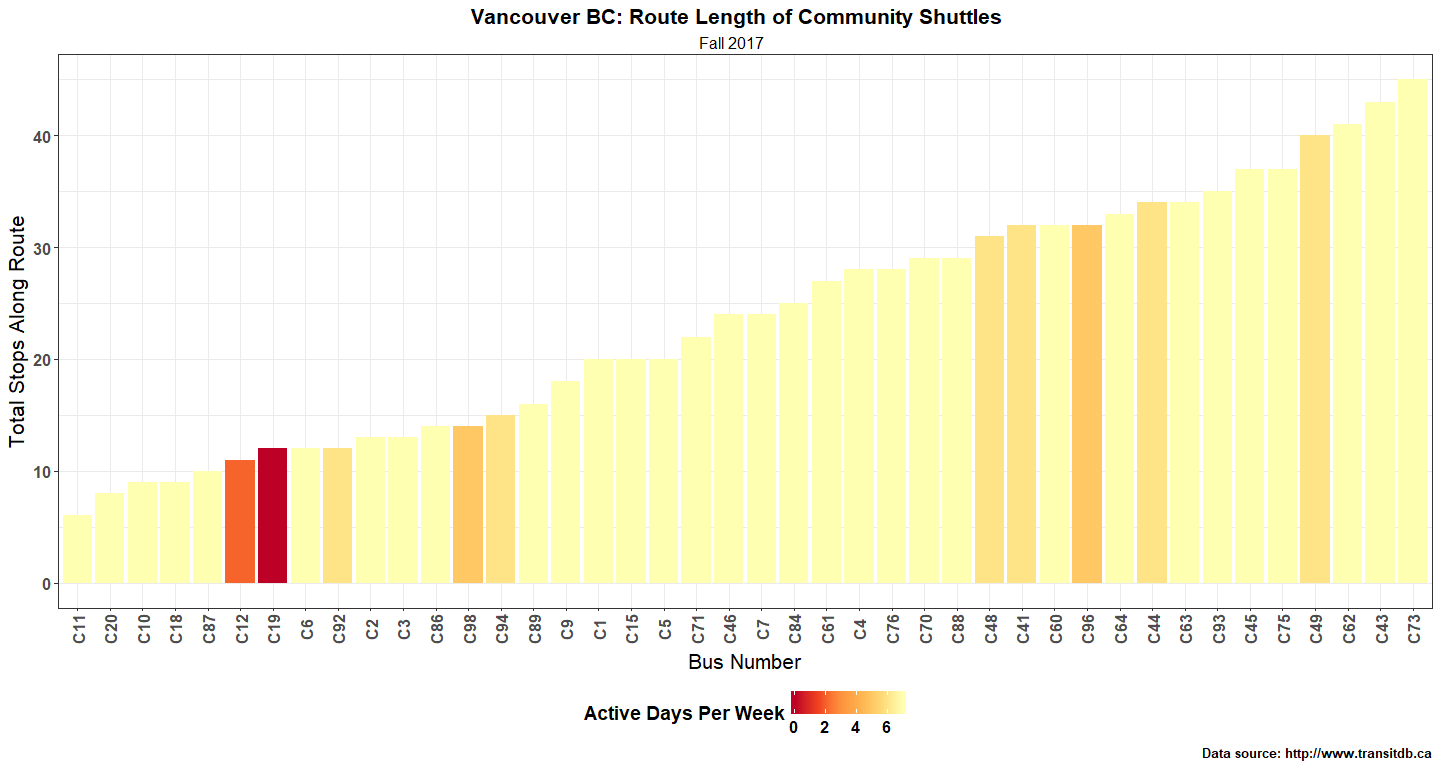 Vancouver BC: Route Length of Community Shuttles
Fall 2017
Total Stops Along Route
40
30
20
10
0
C11 C20 C10 C18 C87 C12 C19 C6 C92 C2 C3 C86 C98 C94 C89 C9 C1 C15 C5 C71 C46 C7 C84 C61 C4 C76 C70 C88 C48 C41 C60 C96 C64 C44 C63 C93 C45 C75 C49 C62 C43 C73
Bus Number
Active Days Per Week
0 2 4 6
Data source: http://www.transitdb.ca